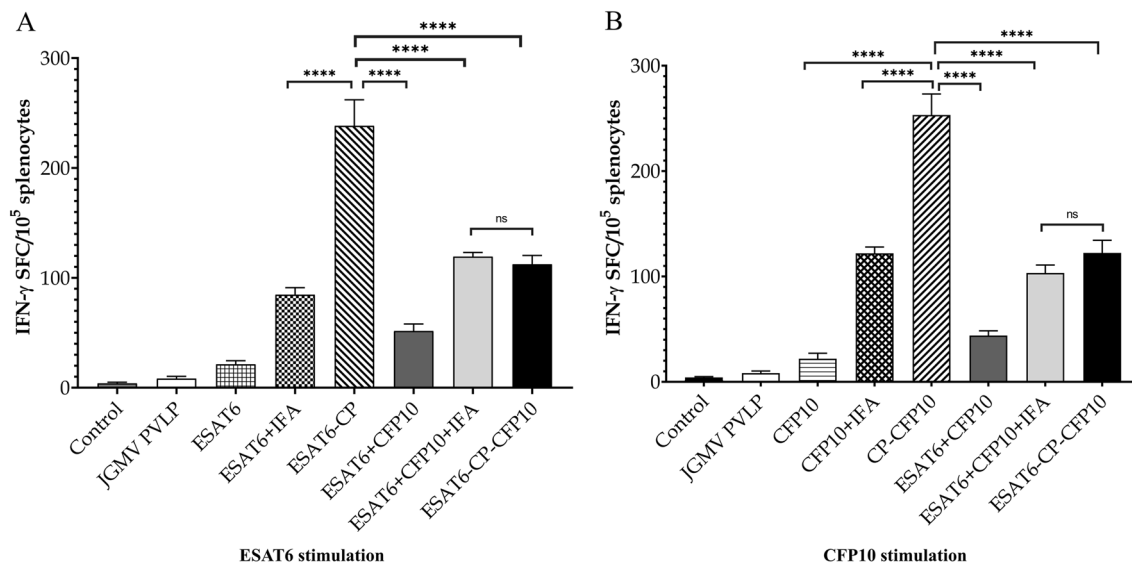 A
IFN-γ SFC/10⁵ splenocytes
300
200
100
0
****
****
****
****
ns
Control
JGMV PVLP
ESAT6
ESAT6+IFA
ESAT6-CP
ESAT6+CFP10
ESAT6+CFP10+IFA
ESAT6-CP-CFP10
ESAT6 stimulation
B
IFN-γ SFC/10⁵ splenocytes
300
200
100
0
****
****
****
****
****
ns
Control
JGMV PVLP
CFP10
CFP10+IFA
CP-CFP10
ESAT6+CFP10
ESAT6+CFP10+IFA
ESAT6-CP-CFP10
CFP10 stimulation